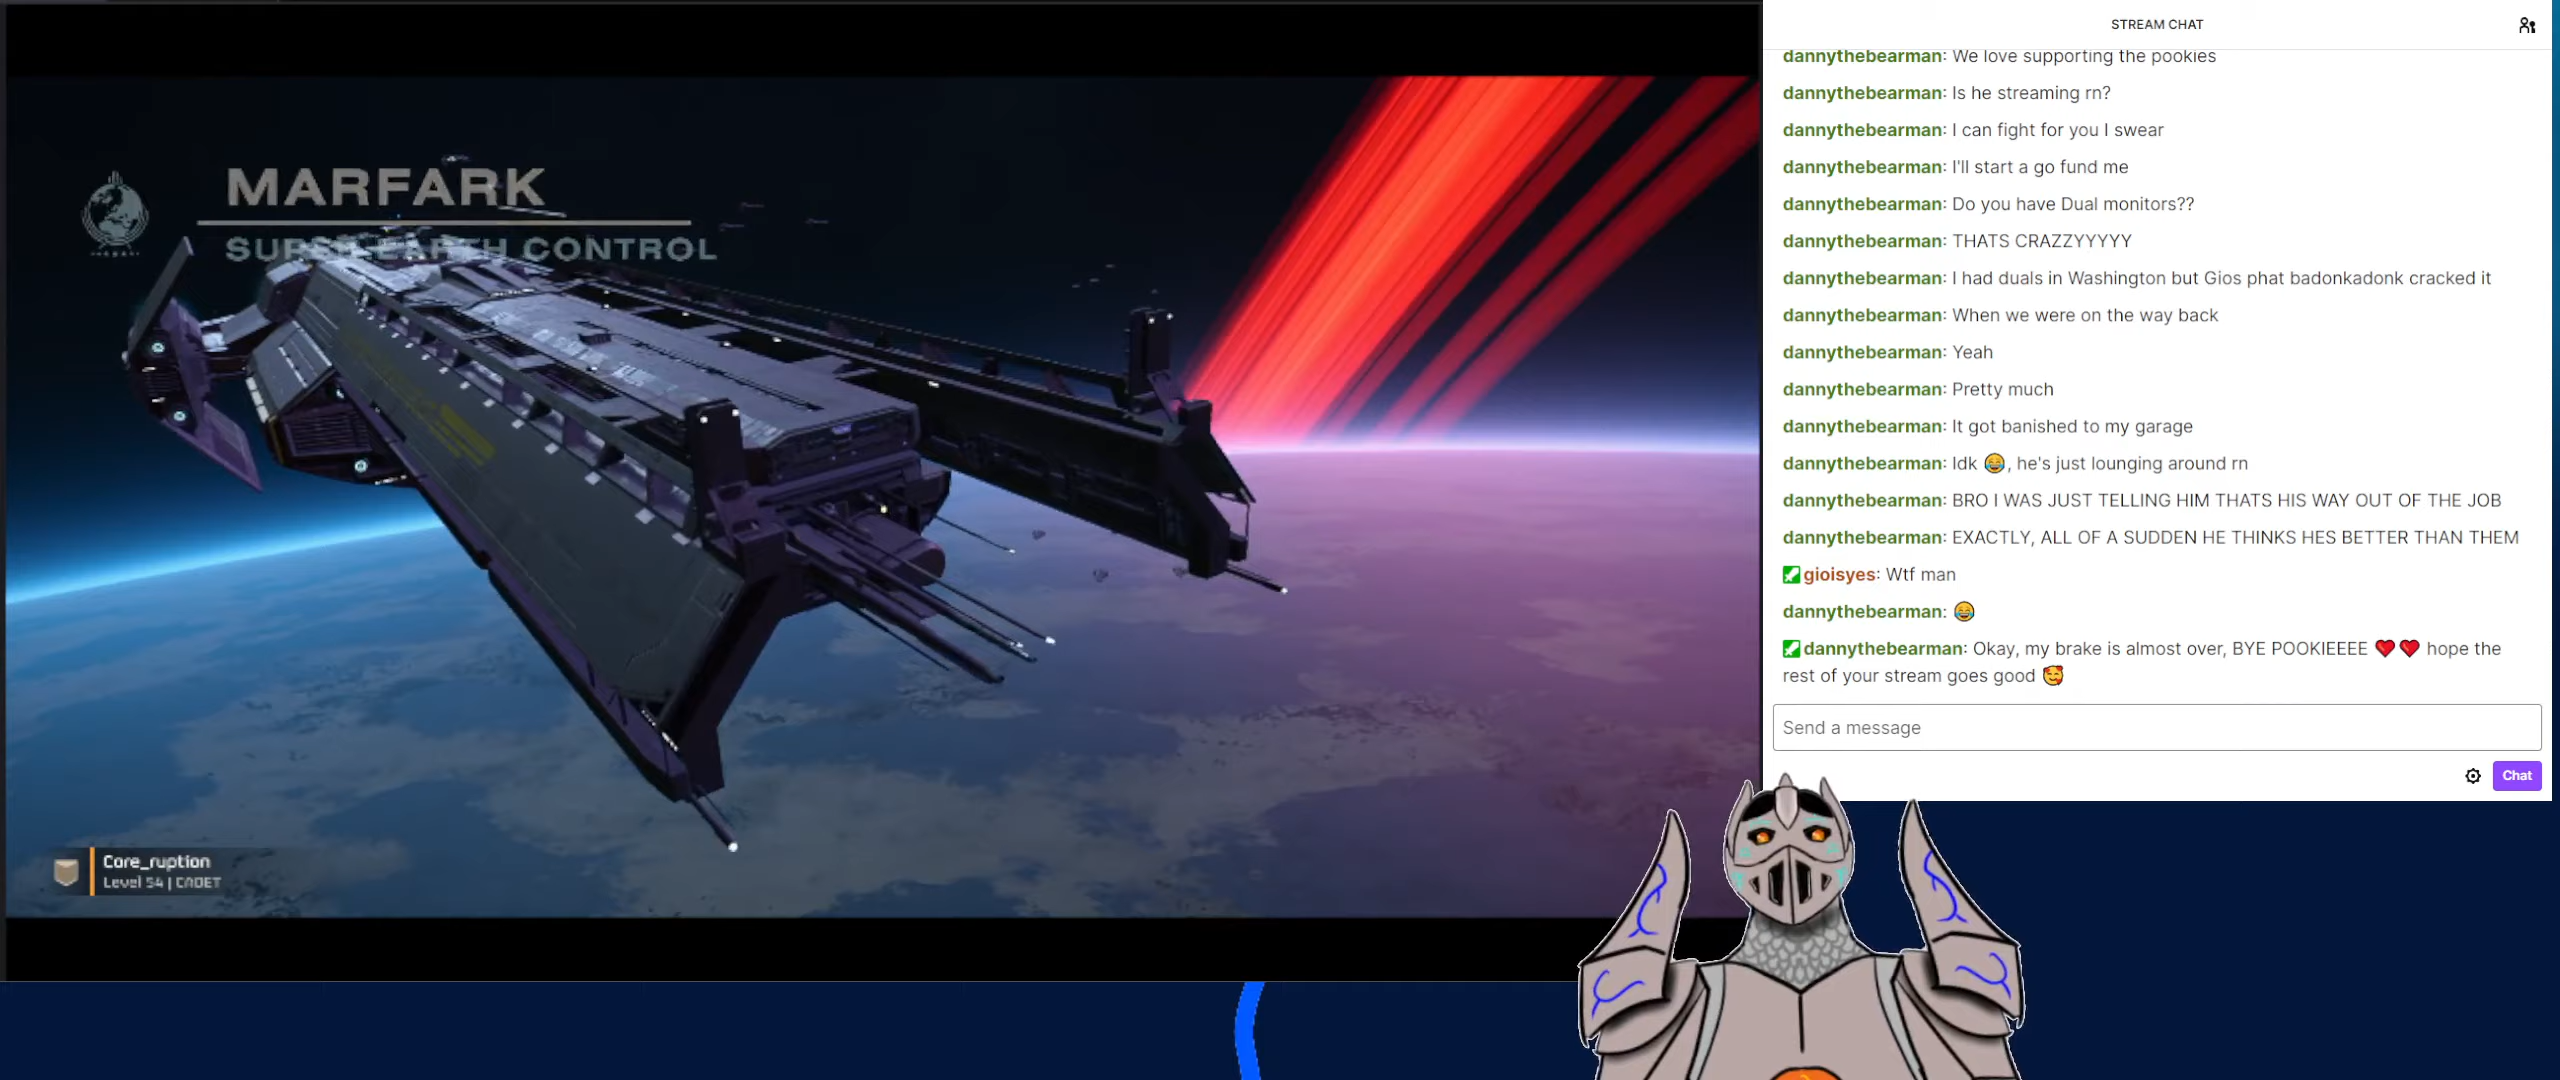 MARFARK
SUPER EARTH CONTROL
Core_ruption
Level 54 | CADET
STREAM CHAT
dannythebearman: We love supporting the pookies
dannythebearman: Is he streaming rn?
dannythebearman: I can fight for you I swear
dannythebearman: I'll start a go fund me
dannythebearman: Do you have Dual monitors??
dannythebearman: THATS CRAZZYYYYY
dannythebearman: I had duals in Washington but Gios phat badonkadonk cracked it
dannythebearman: When we were on the way back
dannythebearman: Yeah
dannythebearman: Pretty much
dannythebearman: It got banished to my garage
dannythebearman: Idk 😂, he's just lounging around rn
dannythebearman: BRO I WAS JUST TELLING HIM THATS HIS WAY OUT OF THE JOB
dannythebearman: EXACTLY, ALL OF A SUDDEN HE THINKS HES BETTER THAN THEM
gioisyes: Wtf man
dannythebearman: 😂
dannythebearman: Okay, my brake is almost over, BYE POOKIEEEE ❤️❤️ hope the
rest of your stream goes good 🥰
Send a message
Chat